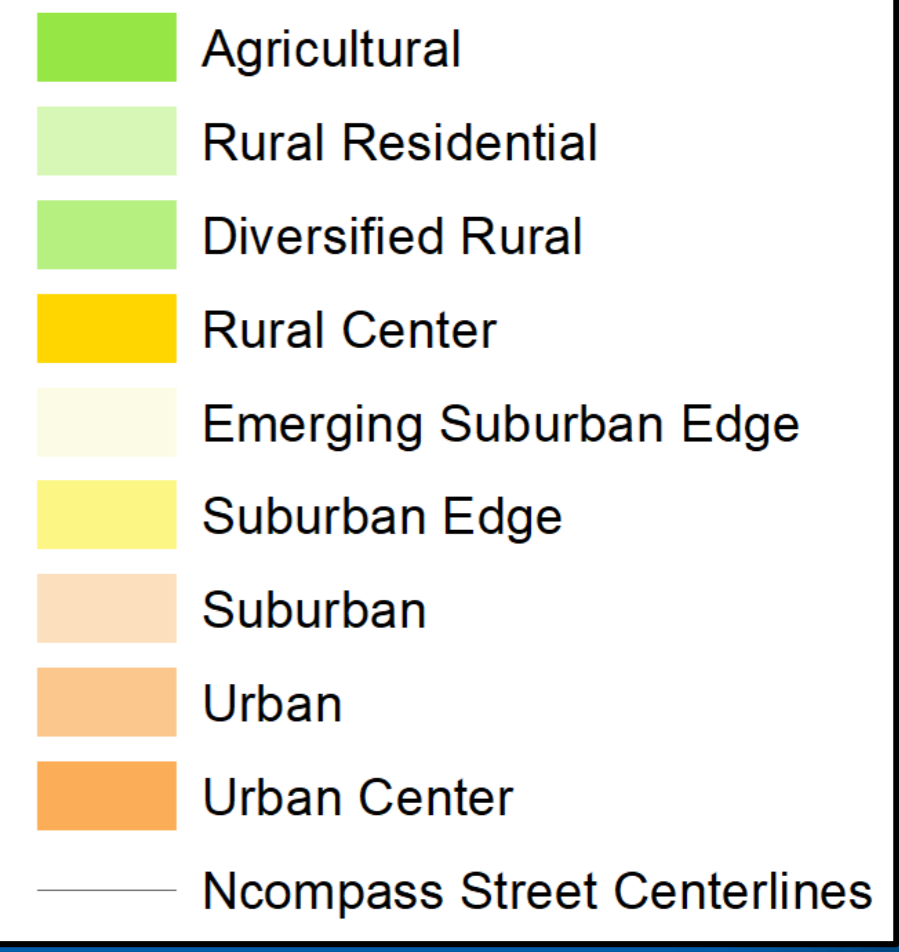 Agricultural
Rural Residential
Diversified Rural
Rural Center
Emerging Suburban Edge
Suburban Edge
Suburban
Urban
Urban Center
Ncompass Street Centerlines